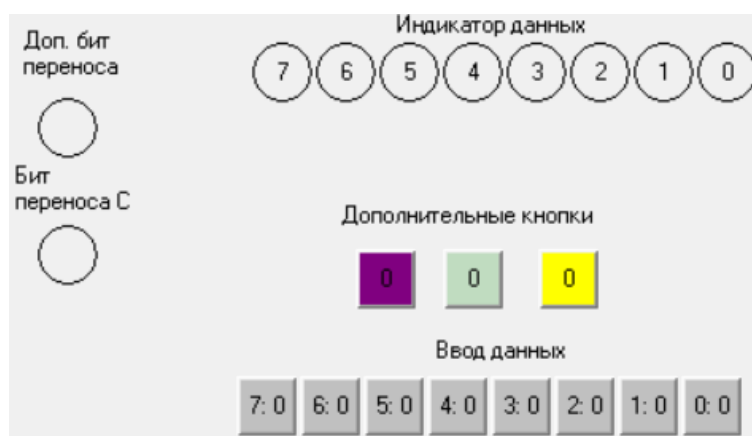 Доп. бит
переноса
Индикатор данных
7 6 5 4 3 2 1 0
Бит
переноса С
Дополнительные кнопки
0 0 0
Ввод данных
7: 0 6: 0 5: 0 4: 0 3: 0 2: 0 1: 0 0: 0